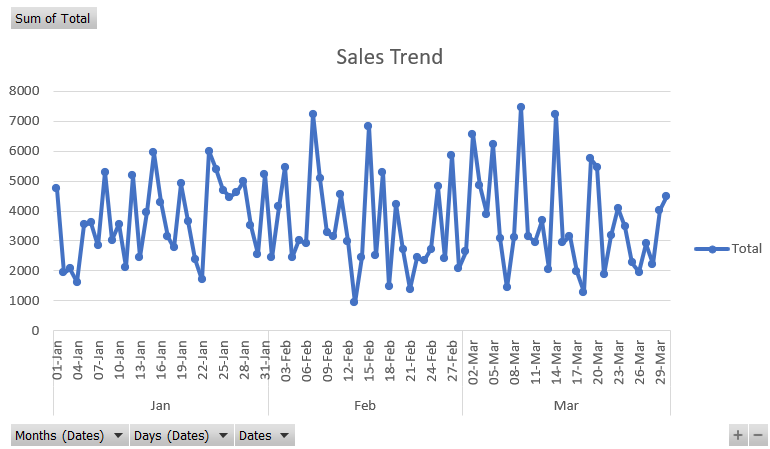 Sum of Total
Sales Trend
8000
7000
6000
5000
4000
3000
2000
1000
0
Total
01-Jan 04-Jan 07-Jan 10-Jan 13-Jan 16-Jan 19-Jan 22-Jan 25-Jan 28-Jan 31-Jan 03-Feb 06-Feb 09-Feb 12-Feb 15-Feb 18-Feb 21-Feb 24-Feb 27-Feb 02-Mar 05-Mar 08-Mar 11-Mar 14-Mar 17-Mar 20-Mar 23-Mar 26-Mar 29-Mar
Jan Feb Mar
Months (Dates) Days (Dates) Dates + −